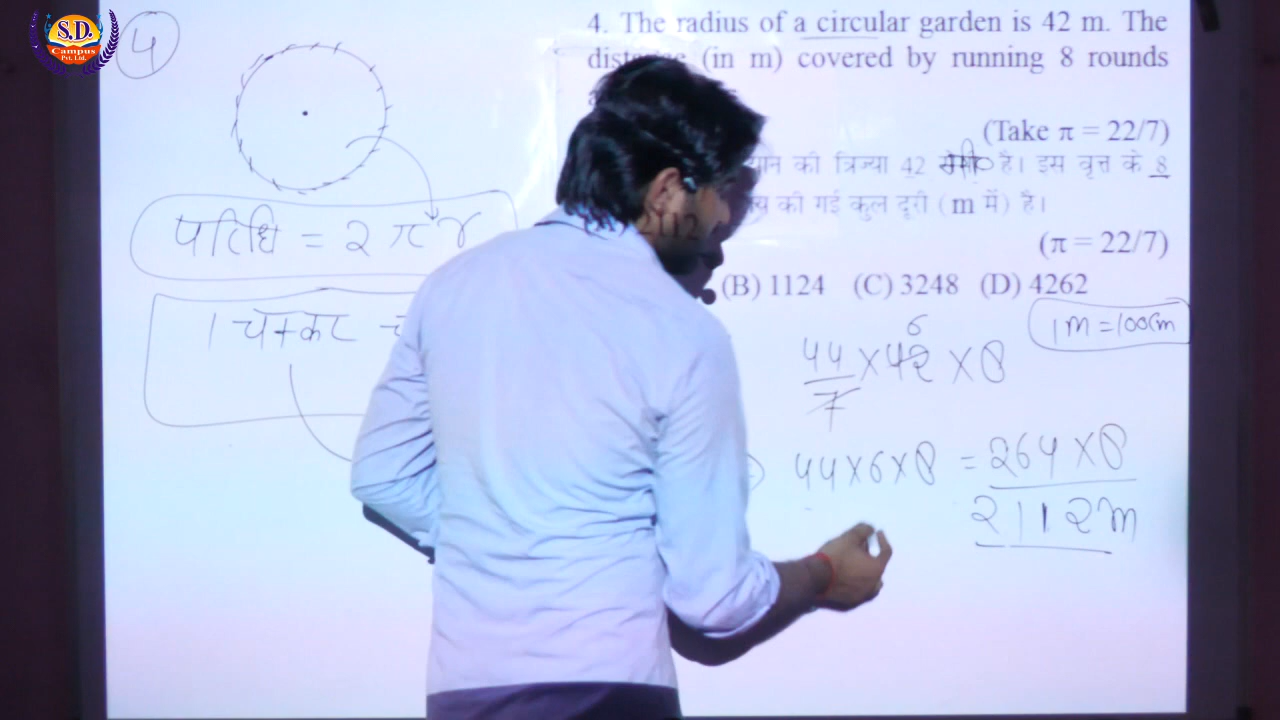 S.D.
Campus
Pvt. Ltd.
4
4. The radius of a circular garden is 42 m. The
(in m) covered by running 8 rounds
(Take π = 22/7)
की त्रिज्या 42 सेमी० है। इस वृत्त के 8
की गई कुल दूरी (m में) है।
(π = 22/7)
(B) 1124 (C) 3248 (D) 4262
परिधि = 2πr
1 चक्कर
1m = 100cm
6
44/7 × 42 × 8
44×6×8 = 264×8
2112m